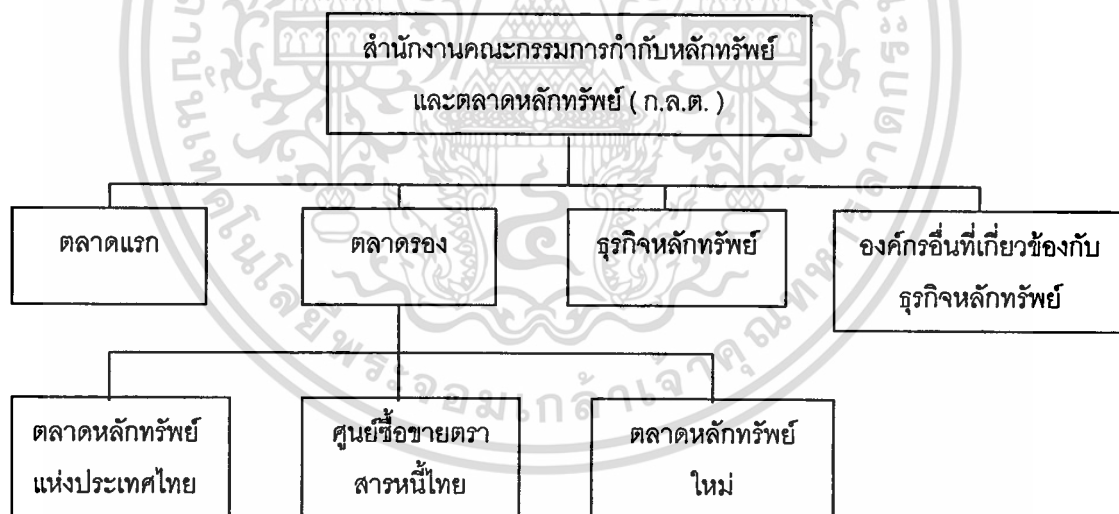 สำนักงานคณะกรรมการกำกับหลักทรัพย์
และตลาดหลักทรัพย์ ( ก.ล.ต. )
ตลาดแรก
ตลาดรอง
ธุรกิจหลักทรัพย์
องค์กรอื่นที่เกี่ยวข้องกับ
ธุรกิจหลักทรัพย์
ตลาดหลักทรัพย์
แห่งประเทศไทย
ศูนย์ซื้อขายตรา
สารหนี้ไทย
ตลาดหลักทรัพย์
ใหม่